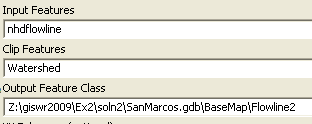 Input Features
nhdflowline
Clip Features
Watershed
Output Feature Class
Z:\giswr2009\Ex2\soln2\SanMarcos.gdb\BaseMap\Flowline2